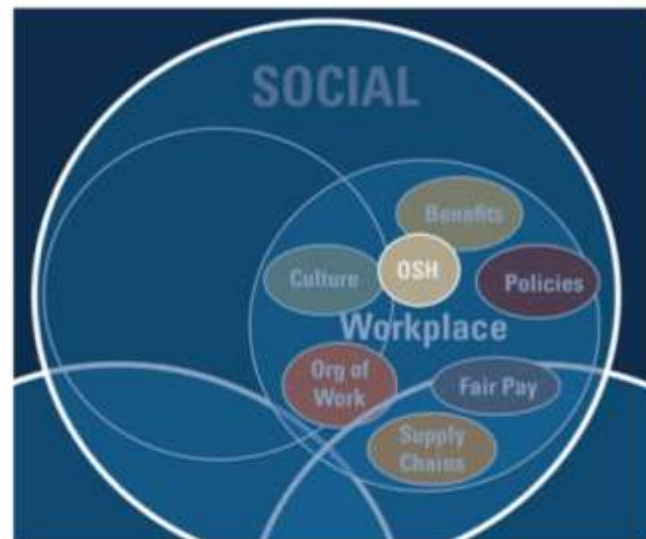 SOCIAL
Benefits
OSH
Culture
Policies
Workplace
Org of
Work
Fair Pay
Supply
Chains